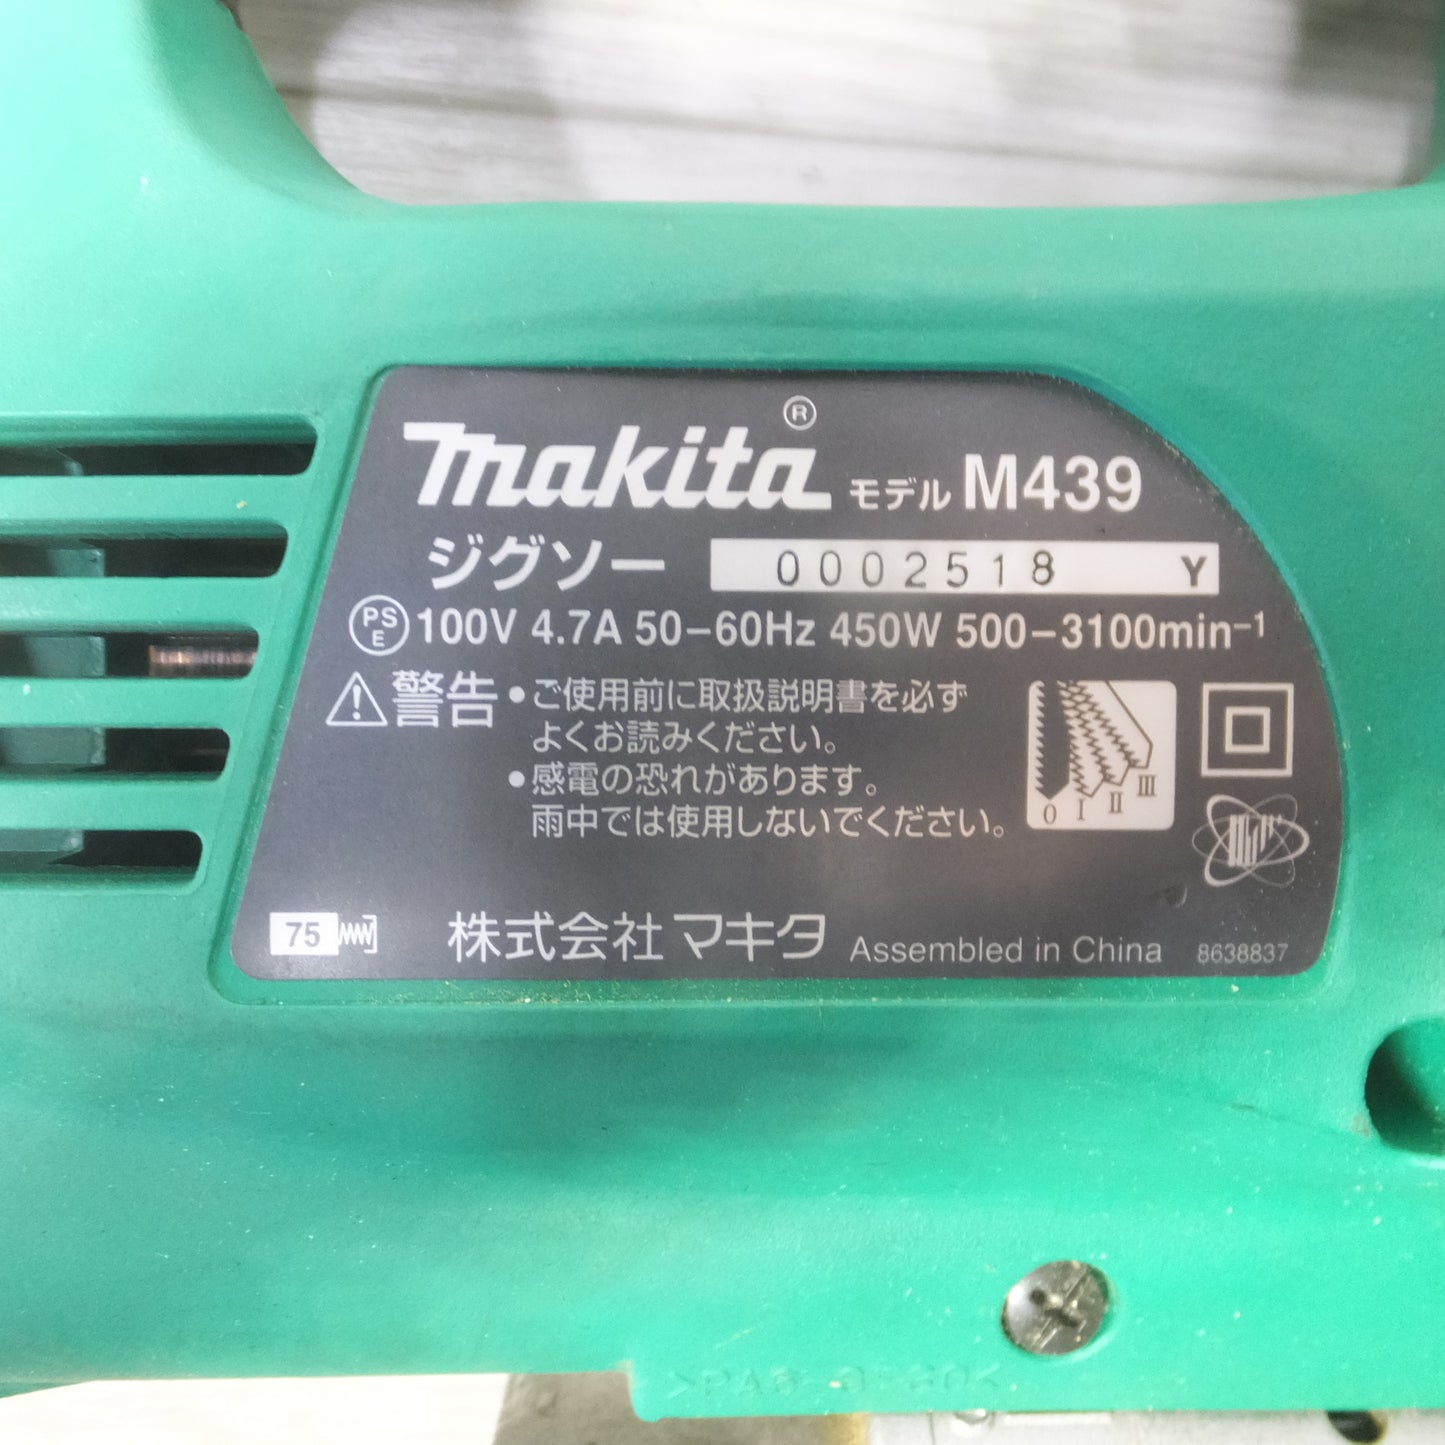 makita® モデル M439
ジグソー 0002518 Y
PSE 100V 4.7A 50-60Hz 450W 500-3100min⁻¹
警告 • ご使用前に取扱説明書を必ず
よくお読みください。
• 感電の恐れがあります。
雨中では使用しないでください。
0 I II III
75
株式会社マキタ Assembled in China 8638837